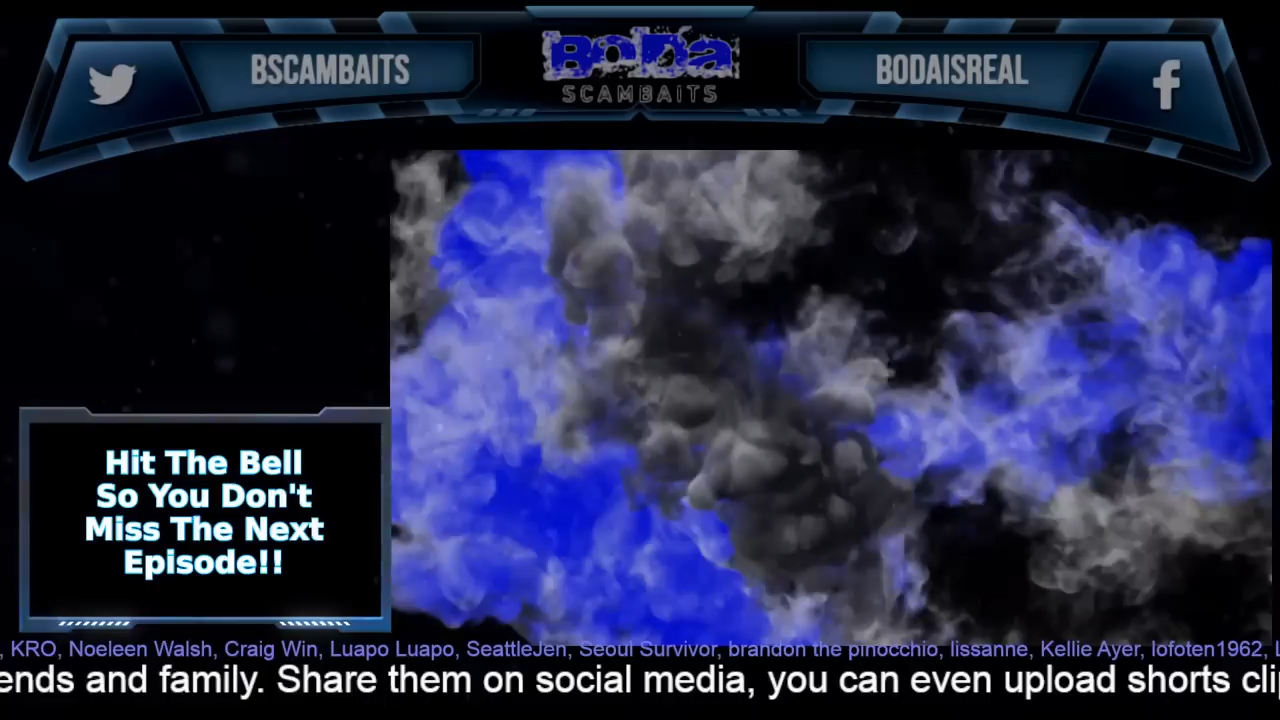 BSCAMBAITS
BoDa
SCAMBAITS
BODAISREAL
Hit The Bell
So You Don't
Miss The Next
Episode!!
, KRO, Noeleen Walsh, Craig Win, Luapo Luapo, SeattleJen, Seoul Survivor, brandon the pinocchio, lissanne, Kellie Ayer, lofoten1962,
ends and family. Share them on social media, you can even upload shorts clip